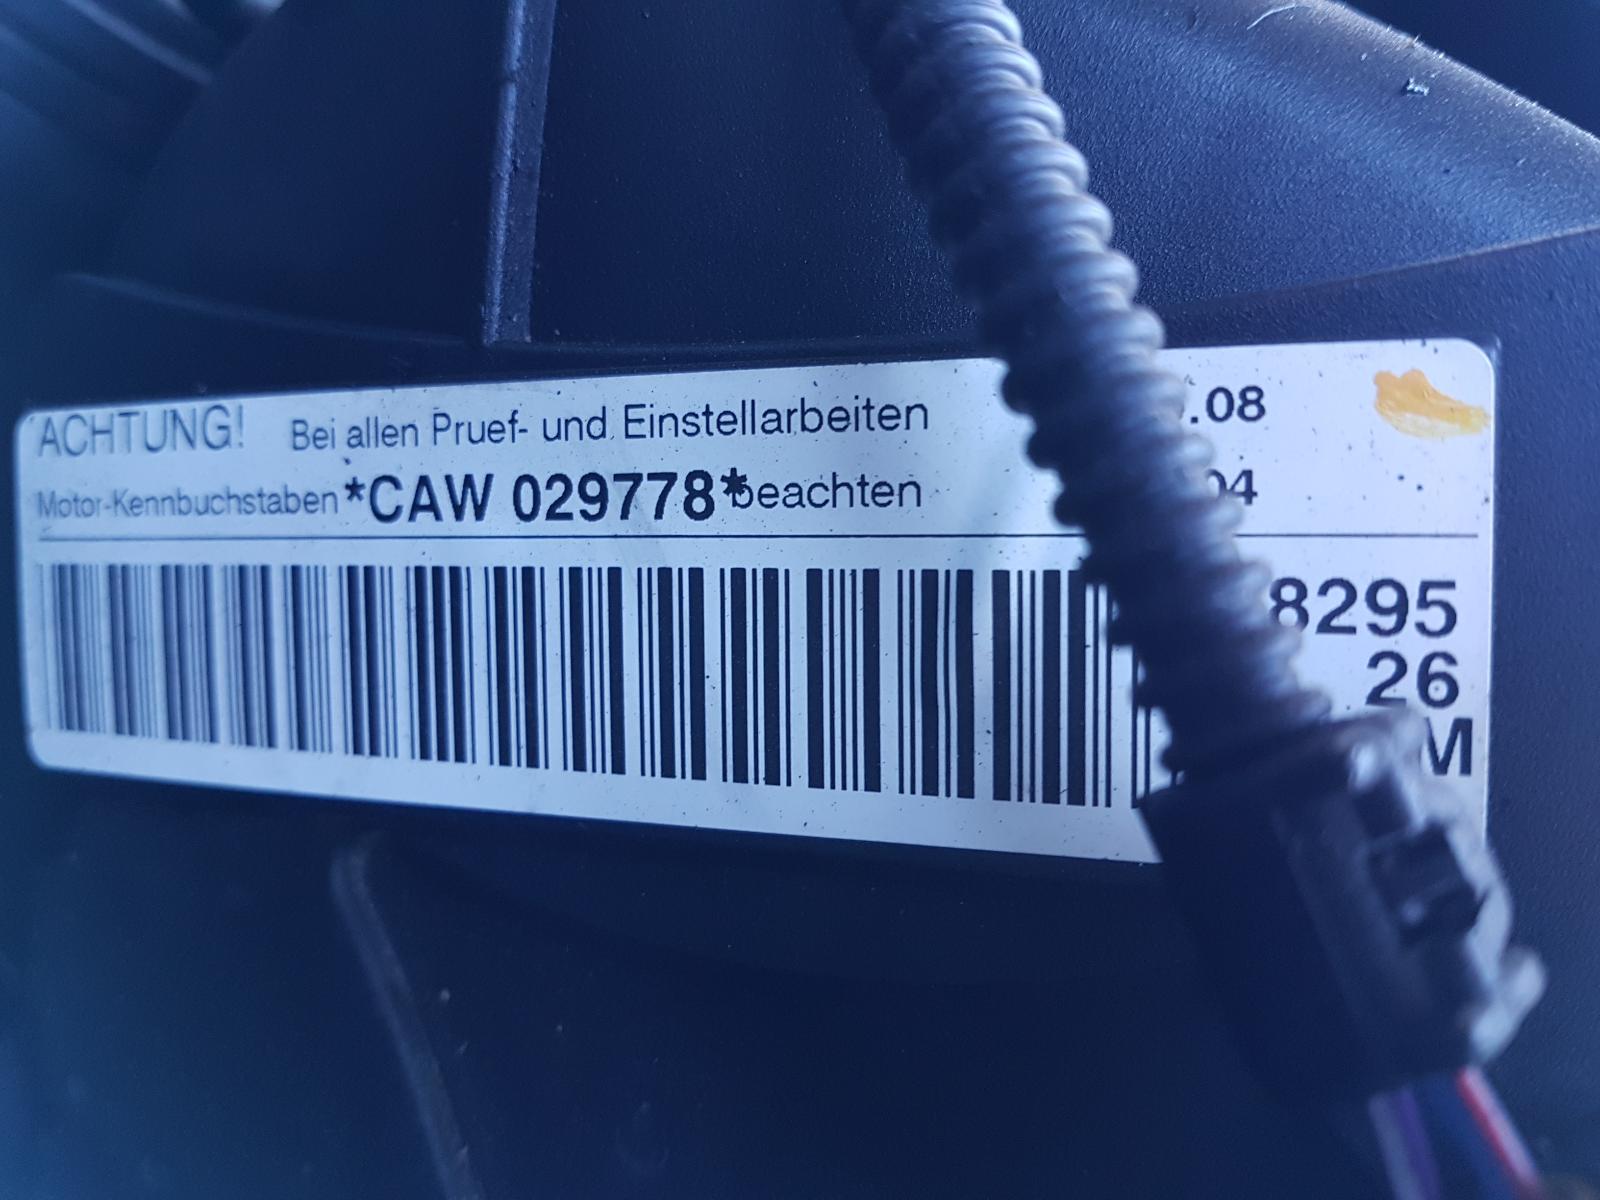 ACHTUNG! Bei allen Pruef- und Einstellarbeiten .08
Motor-Kennbuchstaben *CAW 029778* beachten 04
8295
26
M